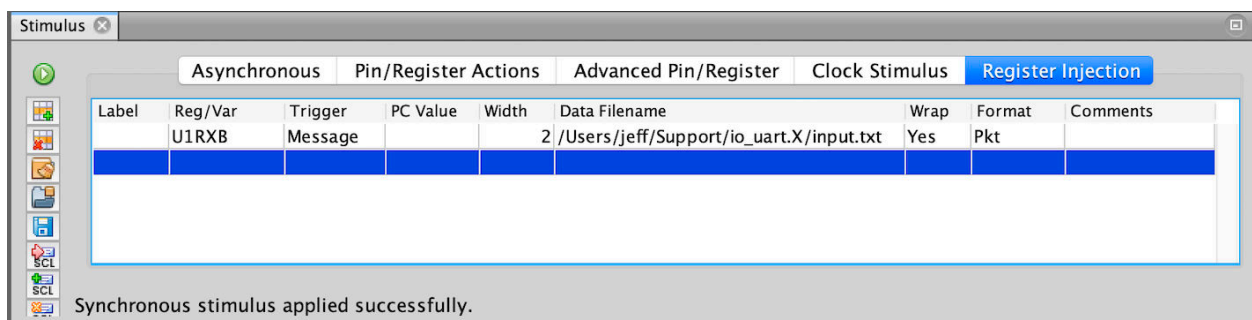 Stimulus
Asynchronous Pin/Register Actions Advanced Pin/Register Clock Stimulus Register Injection
Label Reg/Var Trigger PC Value Width Data Filename Wrap Format Comments
U1RXB Message 2 /Users/jeff/Support/io_uart.X/input.txt Yes Pkt
SCL
SCL
Synchronous stimulus applied successfully.